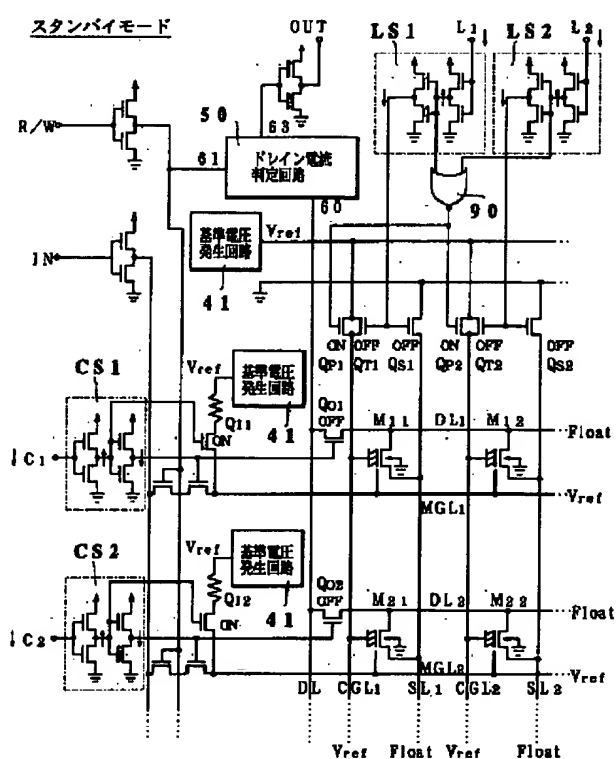 スタンバイモード
OUT
LS1 L1 LS2 L2
R/W
50
63
61
ドレイン電流
判定回路
60
90
IN
基準電圧
発生回路
Vref
41
ON OFF OFF ON OFF OFF
QP1 QT1 QS1 QP2 QT2 QS2
CS1
Vref
基準電圧
発生回路
41
Q11
ON
QO1
OFF
M11 DL1 M12
Float
C1
MGL1
Vref
CS2
Vref
基準電圧
発生回路
41
Q12
ON
QO2
OFF
M21 DL2 M22
Float
C2
MGL2
Vref
DL CGL1 SL1 CGL2 SL2
Vref Float Vref Float